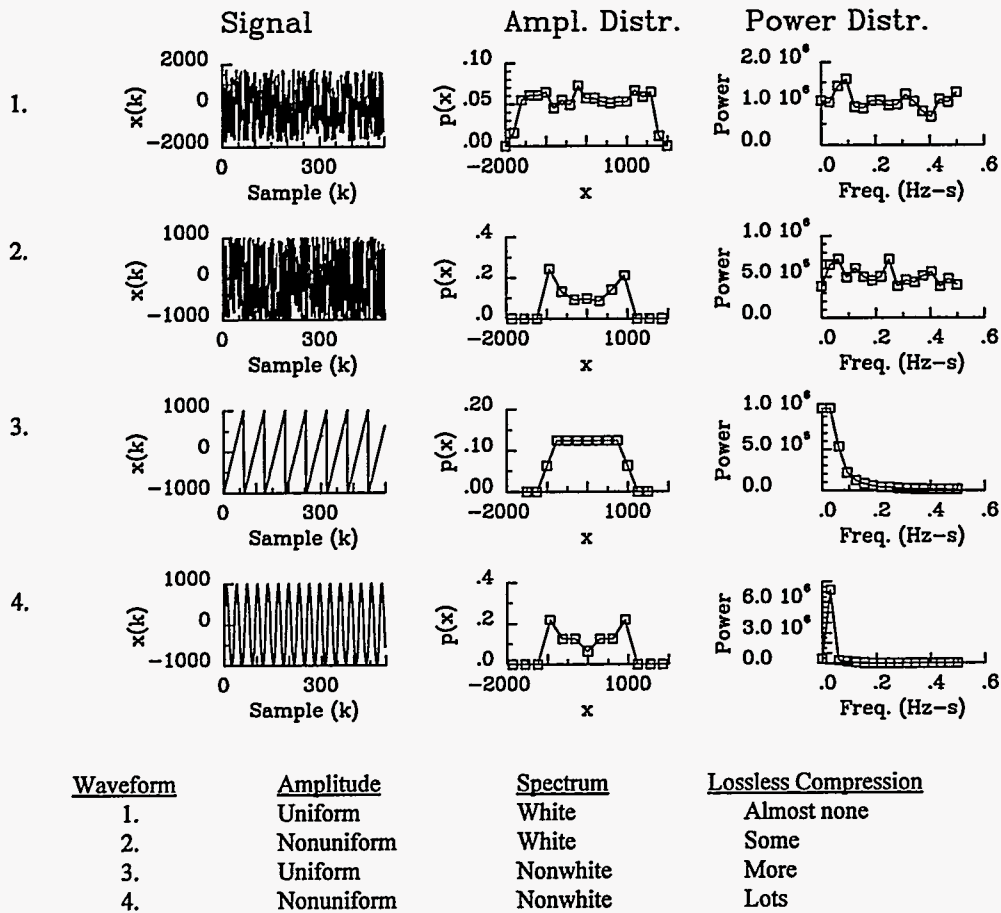 Signal Ampl. Distr. Power Distr.
1.
x(k)
2000
0
−2000
0 300
Sample (k)
p(x)
.10
.05
.00
−2000 1000
x
Power
2.0 10⁶
1.0 10⁶
0.0
.0 .2 .4 .6
Freq. (Hz−s)
2.
x(k)
1000
0
−1000
0 300
Sample (k)
p(x)
.4
.2
.0
−2000 1000
x
Power
1.0 10⁶
5.0 10⁵
0.0
.0 .2 .4 .6
Freq. (Hz−s)
3.
x(k)
1000
0
−1000
0 300
Sample (k)
p(x)
.20
.10
.00
−2000 1000
x
Power
1.0 10⁶
5.0 10⁵
0.0
.0 .2 .4 .6
Freq. (Hz−s)
4.
x(k)
1000
0
−1000
0 300
Sample (k)
p(x)
.4
.2
.0
−2000 1000
x
Power
6.0 10⁶
3.0 10⁶
0.0
.0 .2 .4 .6
Freq. (Hz−s)
Waveform Amplitude Spectrum Lossless Compression
1. Uniform White Almost none
2. Nonuniform White Some
3. Uniform Nonwhite More
4. Nonuniform Nonwhite Lots